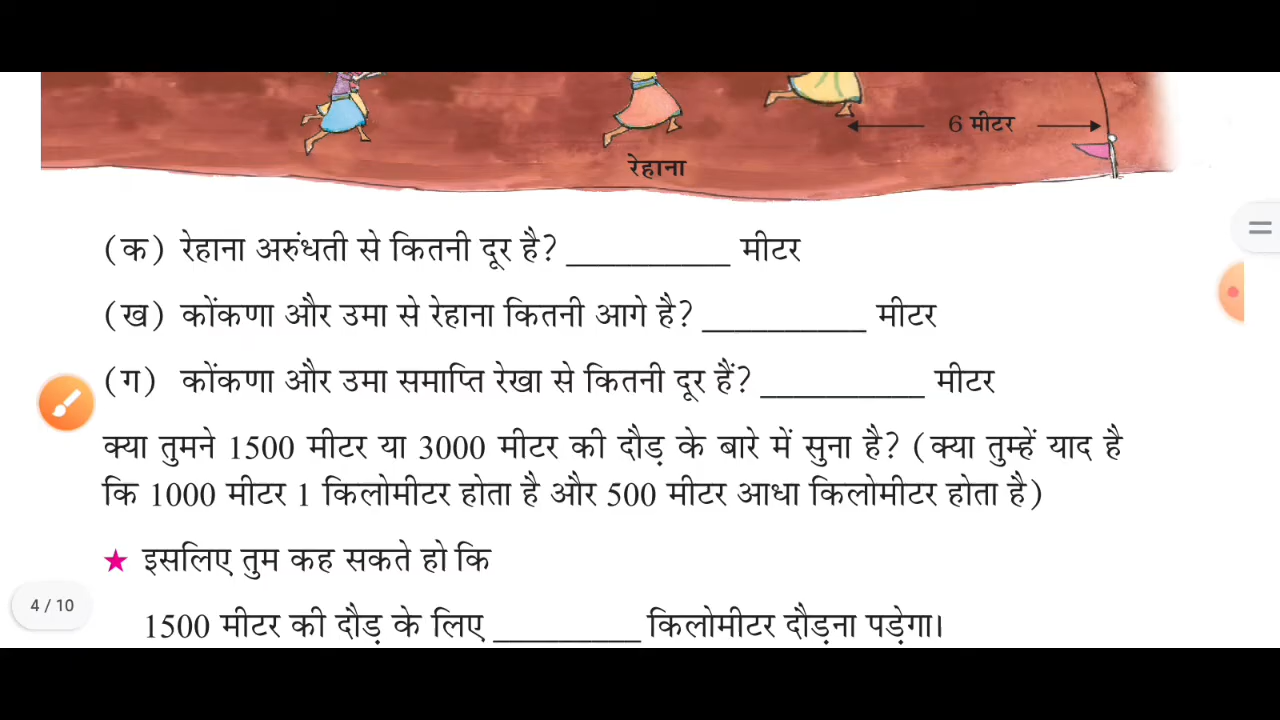 6 मीटर
रेहाना
(क) रेहाना अरुंधती से कितनी दूर है? __________ मीटर
(ख) कोंकणा और उमा से रेहाना कितनी आगे है? __________ मीटर
(ग) कोंकणा और उमा समाप्ति रेखा से कितनी दूर हैं? __________ मीटर
क्या तुमने 1500 मीटर या 3000 मीटर की दौड़ के बारे में सुना है? (क्या तुम्हें याद है
कि 1000 मीटर 1 किलोमीटर होता है और 500 मीटर आधा किलोमीटर होता है)
★ इसलिए तुम कह सकते हो कि
4 / 10
1500 मीटर की दौड़ के लिए _________ किलोमीटर दौड़ना पड़ेगा।